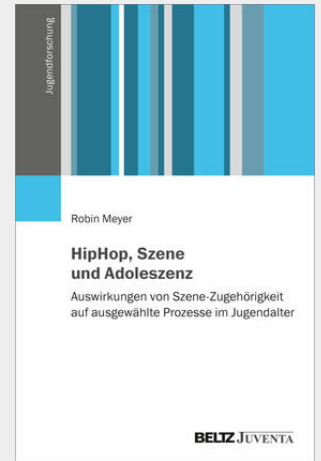 Jugendforschung
Robin Meyer
HipHop, Szene
und Adoleszenz
Auswirkungen von Szene-Zugehörigkeit
auf ausgewählte Prozesse im Jugendalter
BELTZ JUVENTA